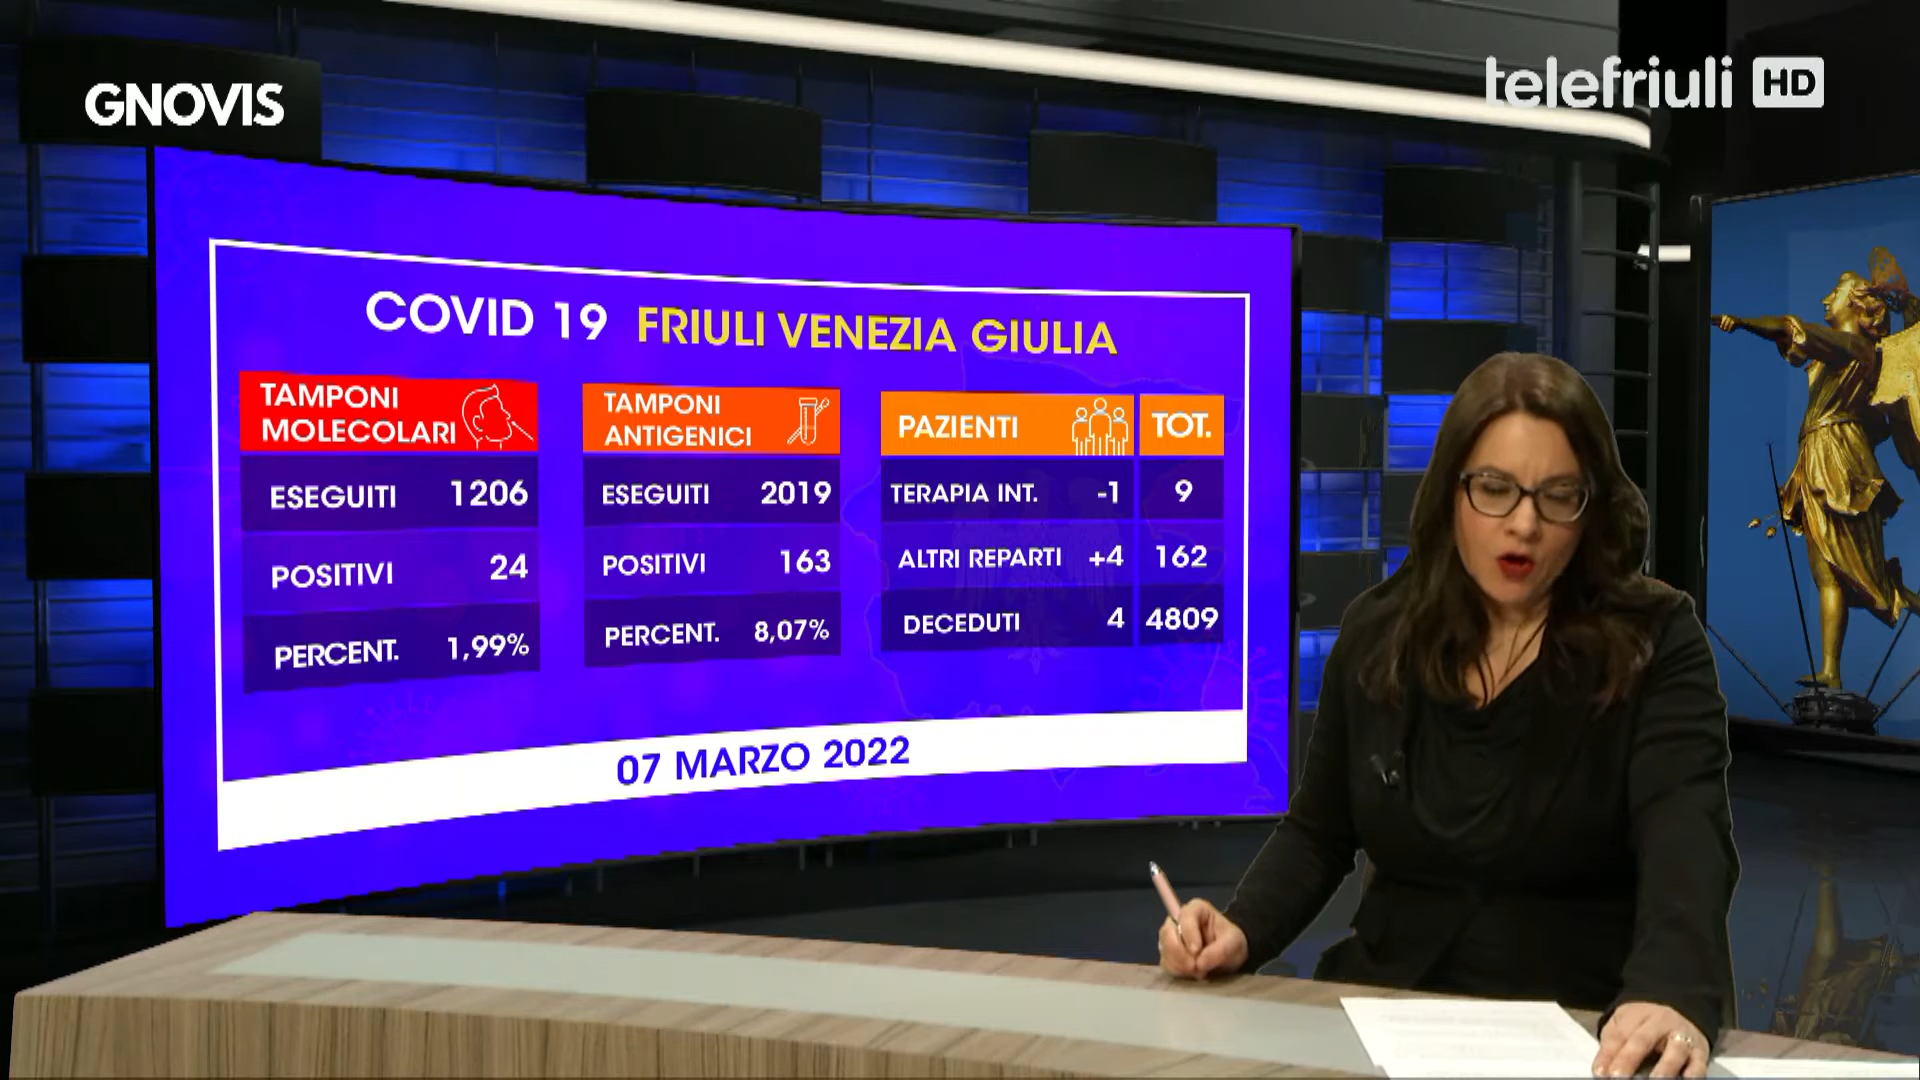 GNOVIS
telefriuli HD
COVID 19 FRIULI VENEZIA GIULIA
TAMPONI
MOLECOLARI
ESEGUITI 1206
POSITIVI 24
PERCENT. 1,99%
TAMPONI
ANTIGENICI
ESEGUITI 2019
POSITIVI 163
PERCENT. 8,07%
PAZIENTI TOT.
TERAPIA INT. -1 9
ALTRI REPARTI +4 162
DECEDUTI 4 4809
07 MARZO 2022